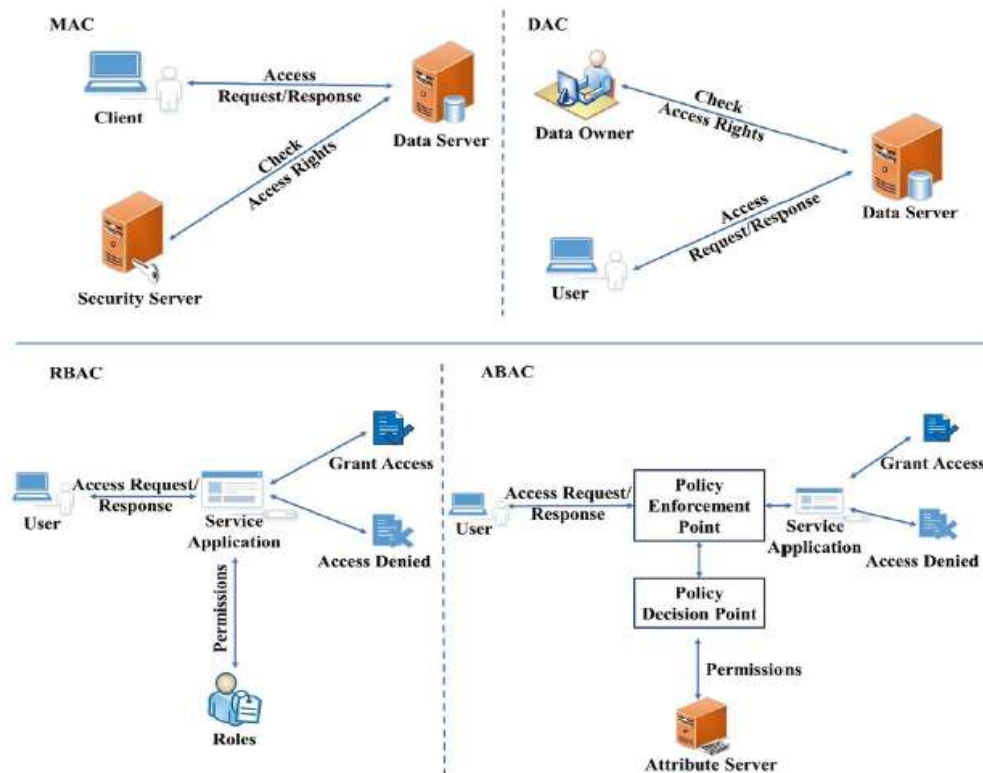 MAC
Client
Access
Request/Response
Data Server
Check
Access Rights
Security Server
DAC
Data Owner
Check
Access Rights
Data Server
Access
Request/Response
User
RBAC
User
Access Request/
Response
Service
Application
Grant Access
Access Denied
Permissions
Roles
ABAC
User
Access Request/
Response
Policy
Enforcement
Point
Service
Application
Grant Access
Access Denied
Policy
Decision Point
Permissions
Attribute Server